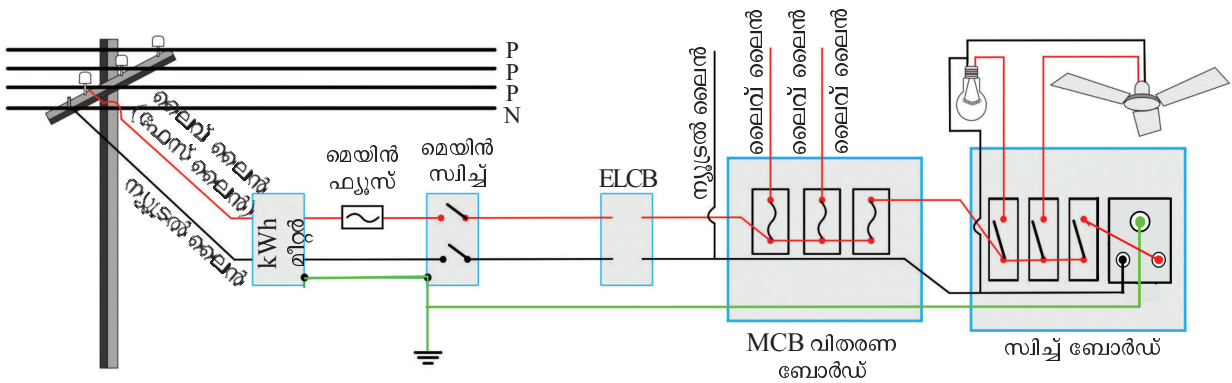 P
P
P
N
ലൈവ് ലൈൻ
(ഫേസ് ലൈൻ)
ന്യൂട്രൽ ലൈൻ
kWh
മീറ്റർ
മെയിൻ
ഫ്യൂസ്
മെയിൻ
സ്വിച്ച്
ELCB
ന്യൂട്രൽ ലൈൻ
ലൈവ് ലൈൻ
ലൈവ് ലൈൻ
ലൈവ് ലൈൻ
MCB വിതരണ
ബോർഡ്
സ്വിച്ച് ബോർഡ്